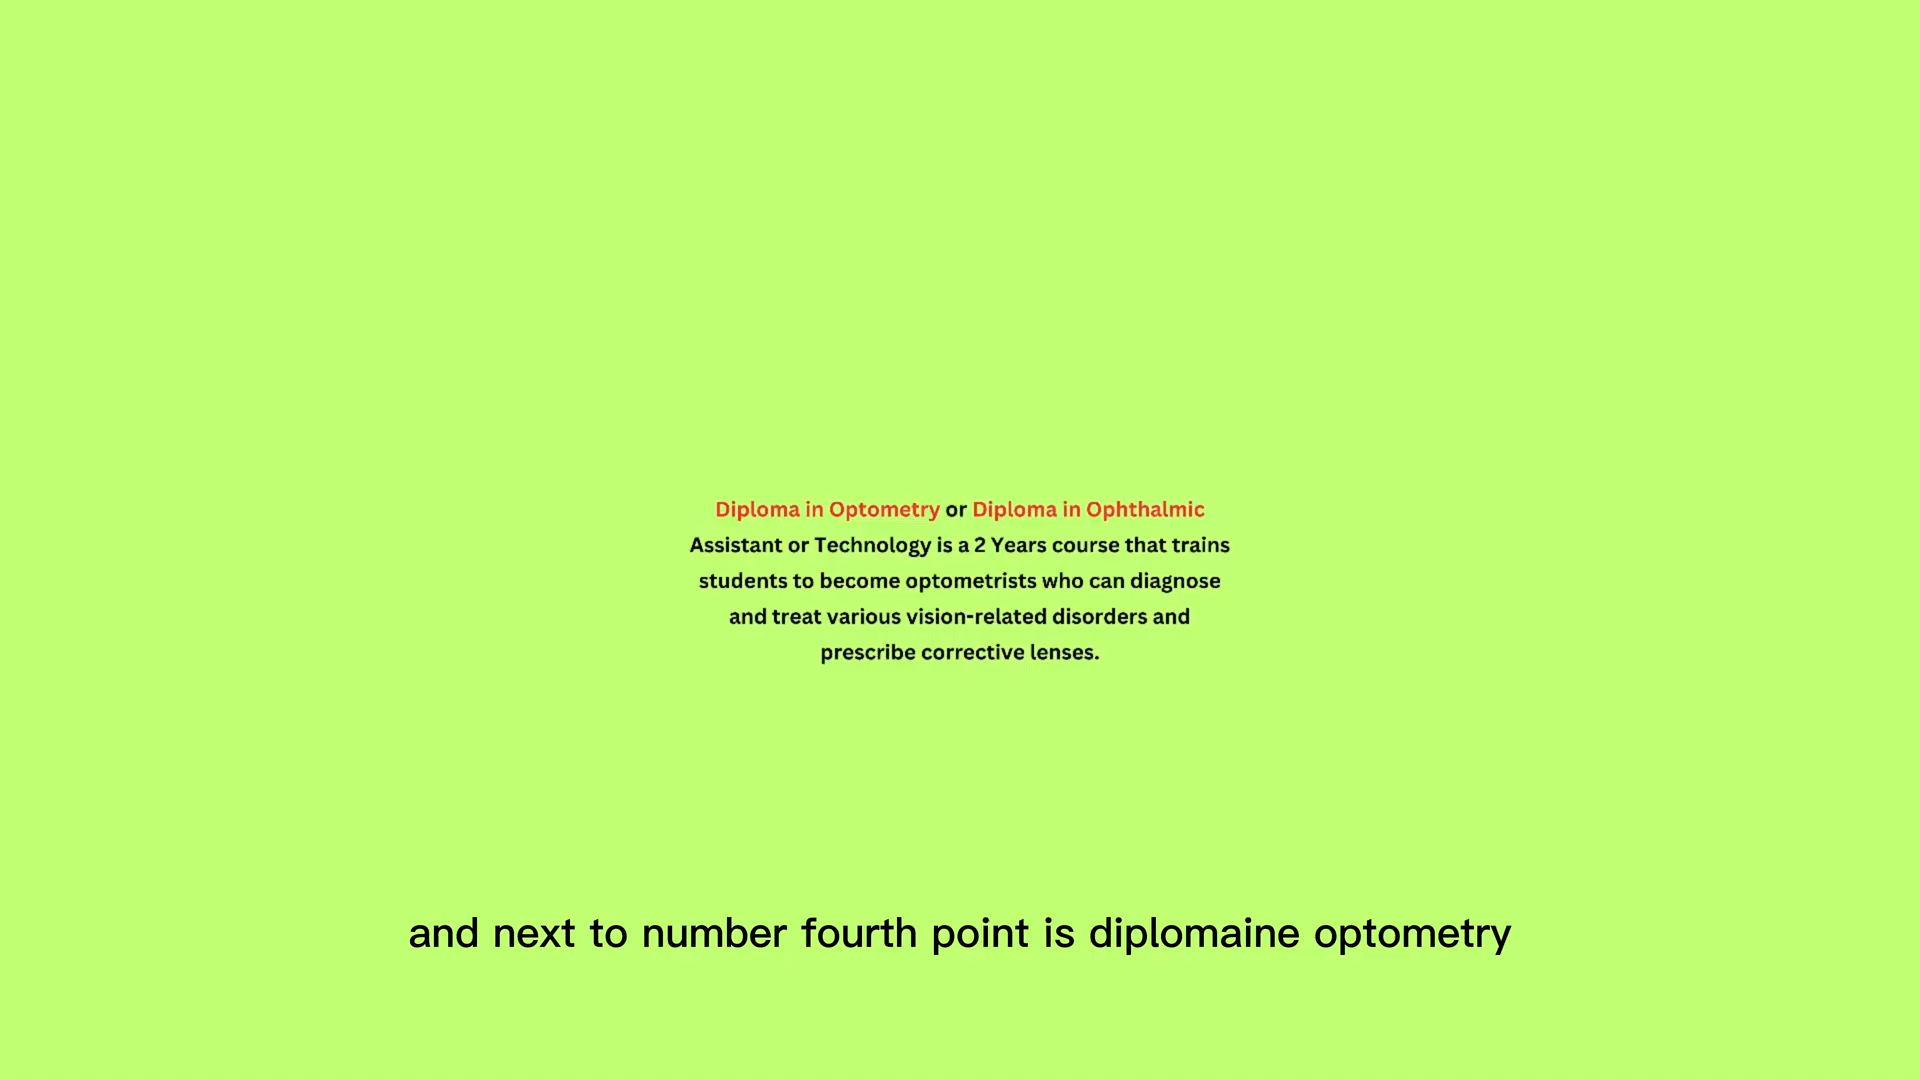 Diploma in Optometry or Diploma in Ophthalmic
Assistant or Technology is a 2 Years course that trains
students to become optometrists who can diagnose
and treat various vision-related disorders and
prescribe corrective lenses.
and next to number fourth point is diplomaine optometry